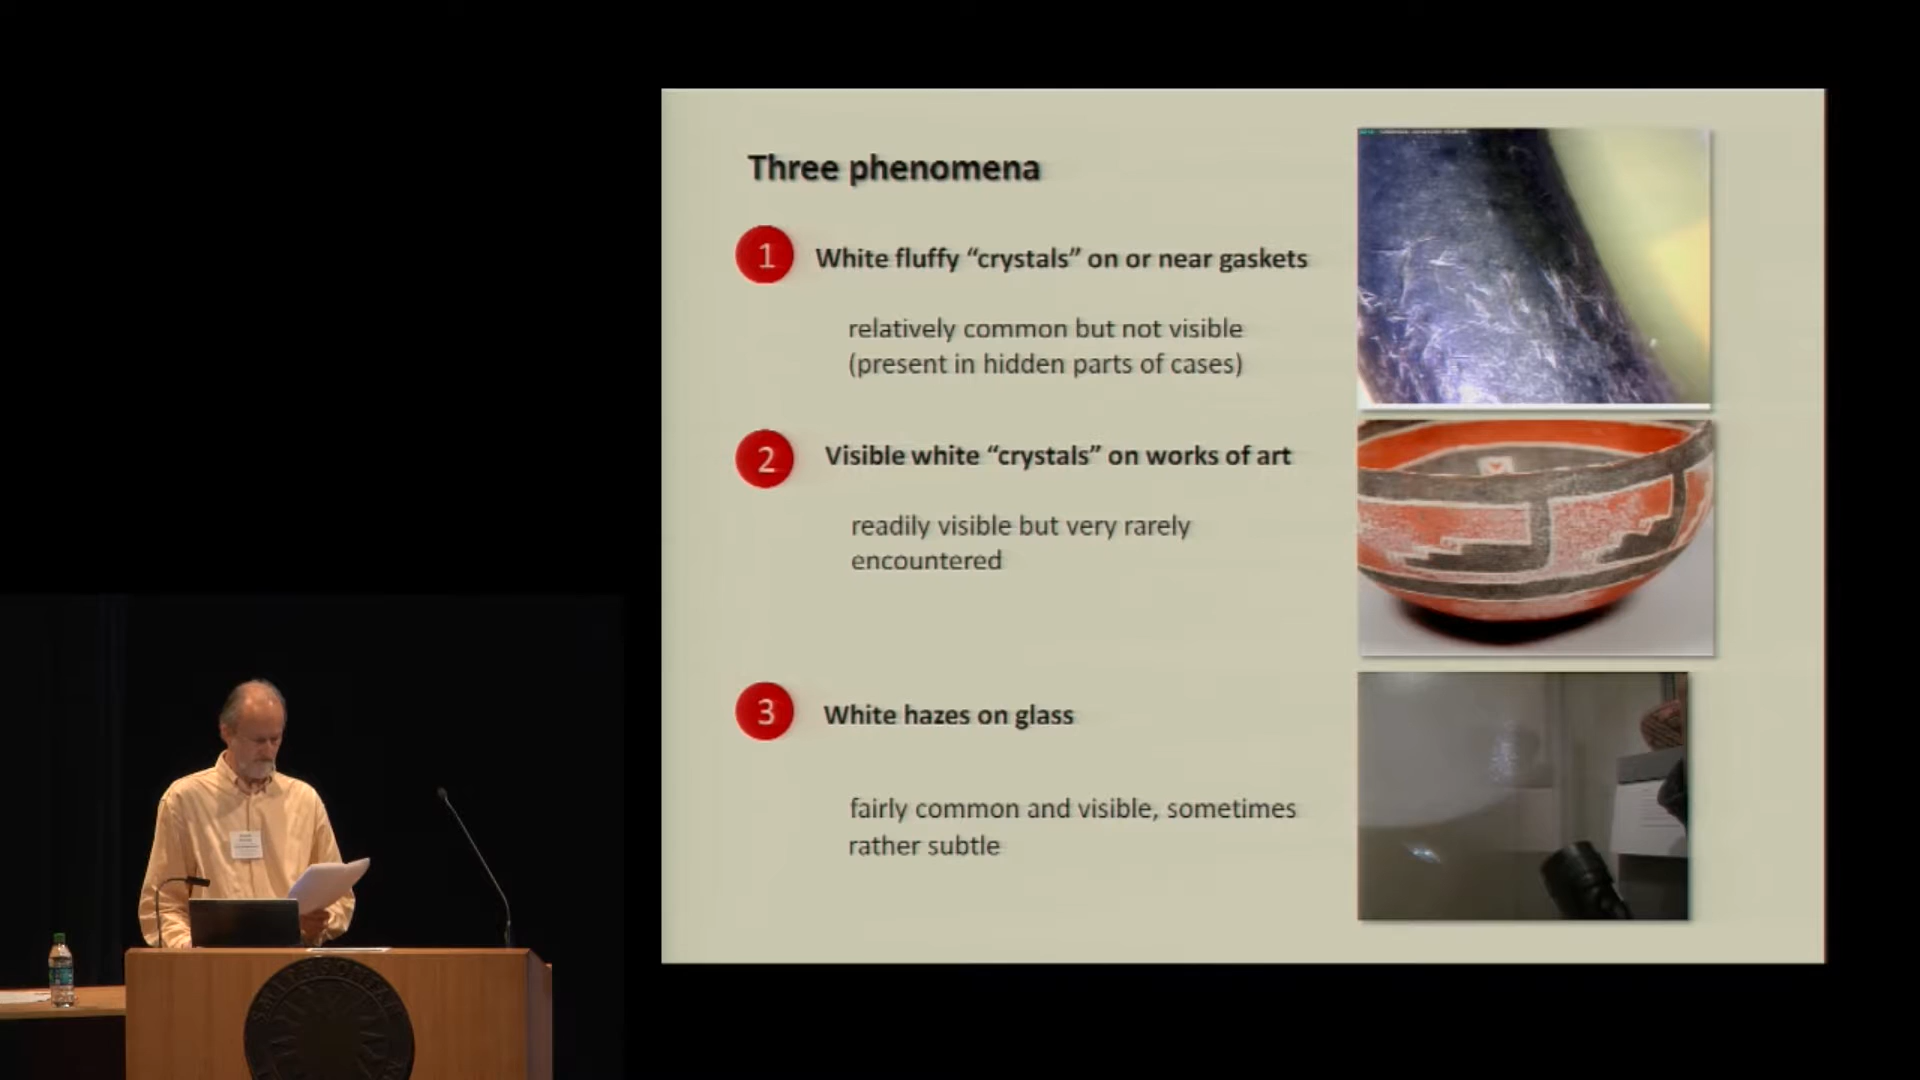 Three phenomena
1
White fluffy “crystals” on or near gaskets
relatively common but not visible
(present in hidden parts of cases)
2
Visible white “crystals” on works of art
readily visible but very rarely
encountered
3
White hazes on glass
fairly common and visible, sometimes
rather subtle